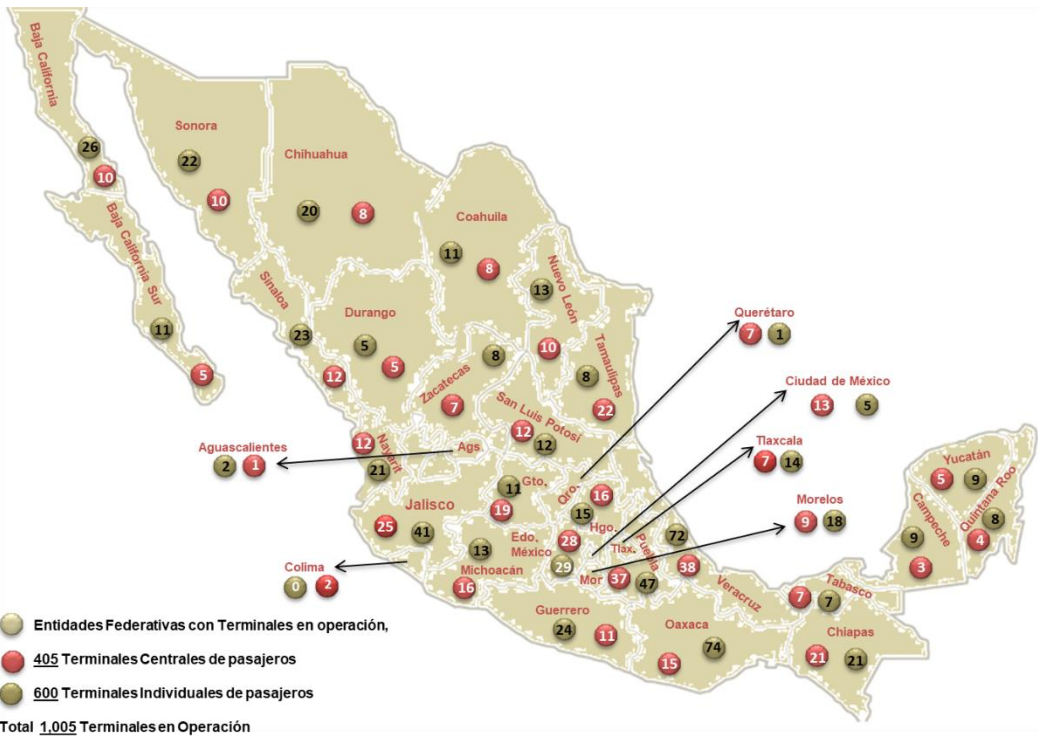 Baja California
26
10
Sonora
22
10
Chihuahua
20
8
Coahuila
11
8
Nuevo León
13
10
Tamaulipas
8
22
Baja California Sur
11
5
Sinaloa
23
12
Durango
5
5
Zacatecas
8
7
San Luis Potosí
12
12
Querétaro
7 1
Ciudad de México
13 5
Tlaxcala
7 14
Morelos
9 18
Aguascalientes
2 1
Ags
Nayarit
12
21
Jalisco
25
41
Gto.
11
19
Qro.
16
15
Hgo.
Edo.
México
28
29
Tlax.
Mor
Puebla
37
47
72
38
Veracruz
Michoacán
13
16
Colima
0 2
Guerrero
24
11
Oaxaca
74
15
Tabasco
7
7
Chiapas
21
21
Yucatán
5
9
Campeche
9
3
Quintana Roo
8
4
Entidades Federativas con Terminales en operación,
405 Terminales Centrales de pasajeros
600 Terminales Individuales de pasajeros
Total 1,005 Terminales en Operación